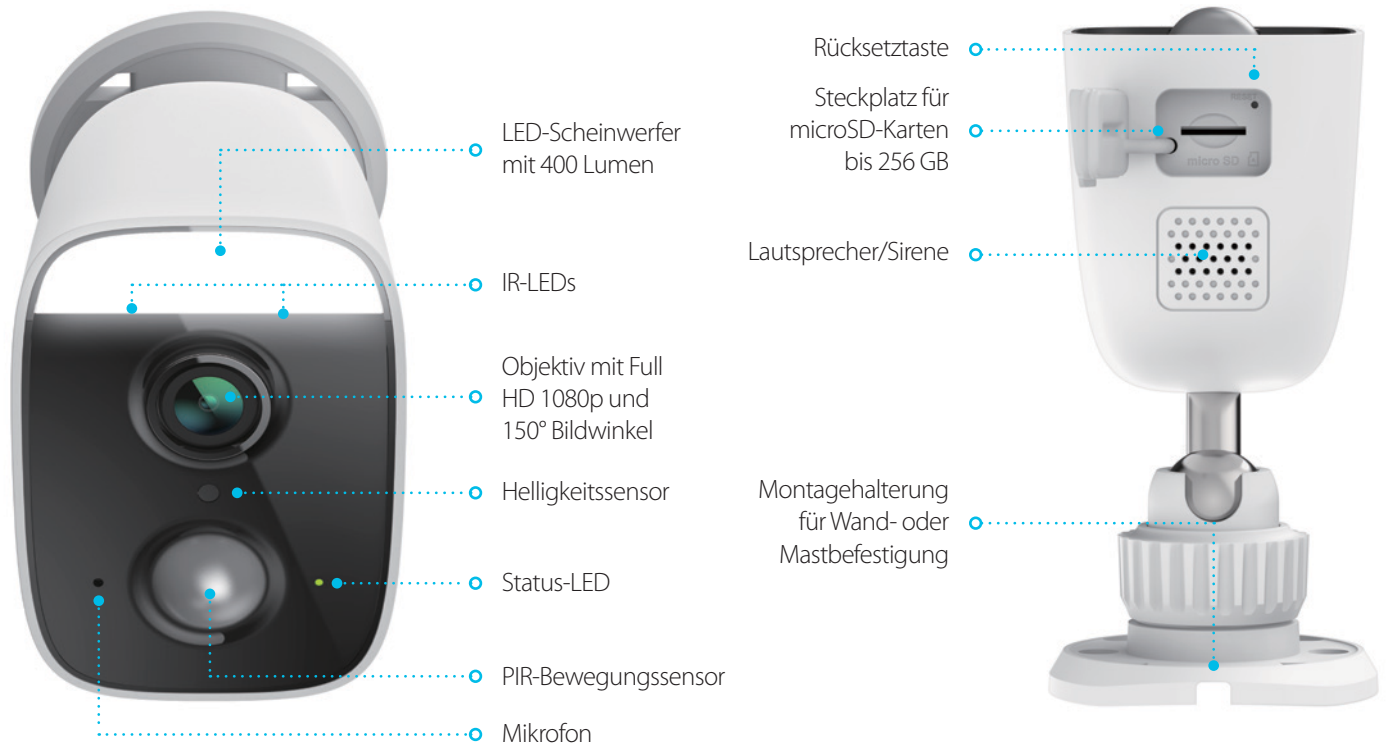 LED-Scheinwerfer
mit 400 Lumen
IR-LEDs
Objektiv mit Full
HD 1080p und
150° Bildwinkel
Helligkeitssensor
Status-LED
PIR-Bewegungssensor
Mikrofon
Rücksetztaste
Steckplatz für
microSD-Karten
bis 256 GB
Lautsprecher/Sirene
Montagehalterung
für Wand- oder
Mastbefestigung
RESET
micro SD